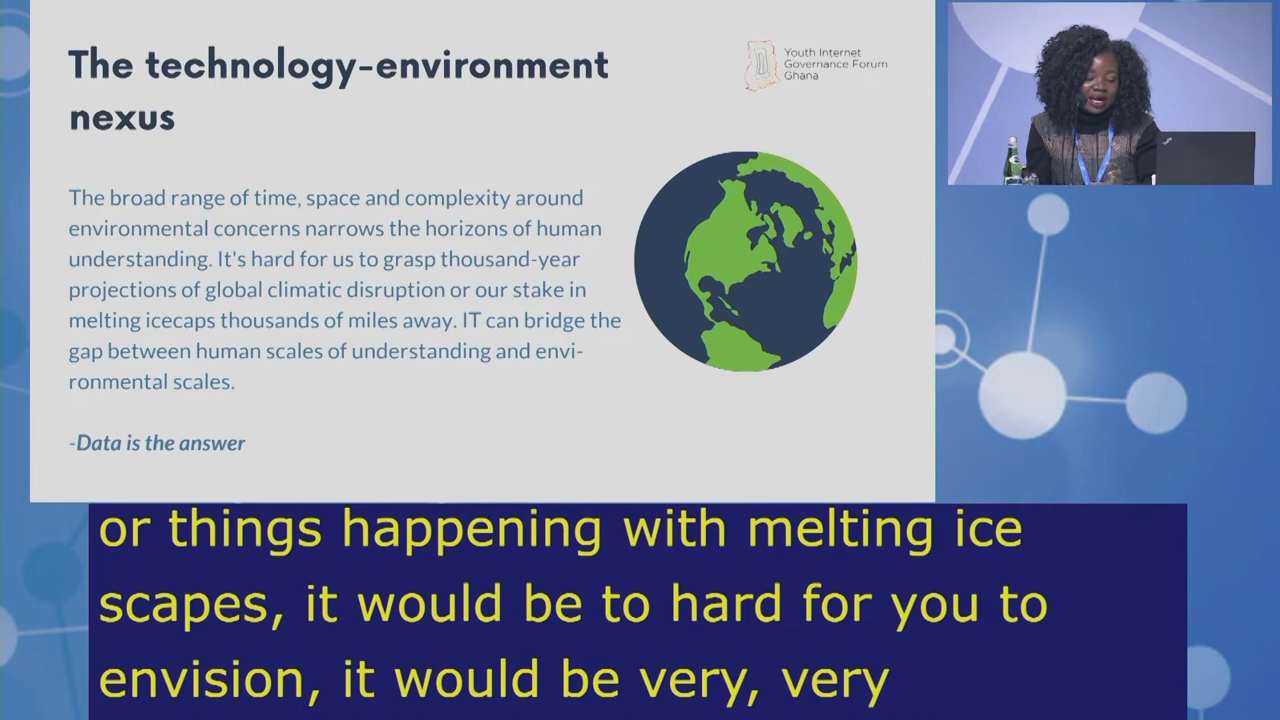 The technology-environment
nexus
Youth Internet
Governance Forum
Ghana
The broad range of time, space and complexity around
environmental concerns narrows the horizons of human
understanding. It's hard for us to grasp thousand-year
projections of global climatic disruption or our stake in
melting icecaps thousands of miles away. IT can bridge the
gap between human scales of understanding and envi-
ronmental scales.
-Data is the answer
or things happening with melting ice
scapes, it would be to hard for you to
envision, it would be very, very